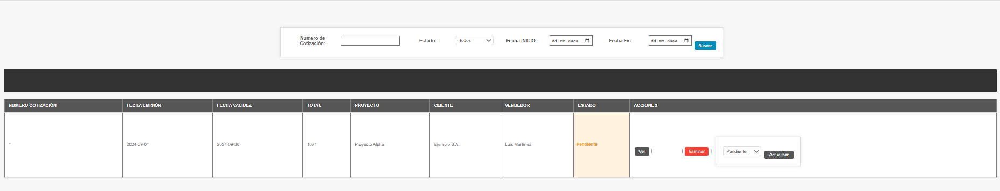 Número de
Cotización:
Estado: Todos Fecha INICIO: dd-mm-aaaa Fecha Fin: dd-mm-aaaa Buscar
NUMERO COTIZACIÓN FECHA EMISIÓN FECHA VALIDEZ TOTAL PROYECTO CLIENTE VENDEDOR ESTADO ACCIONES
1 2024-09-01 2024-09-30 1071 Proyecto Alpha Ejemplo S.A. Luis Martínez Pendiente Ver | | Eliminar | Pendiente Actualizar